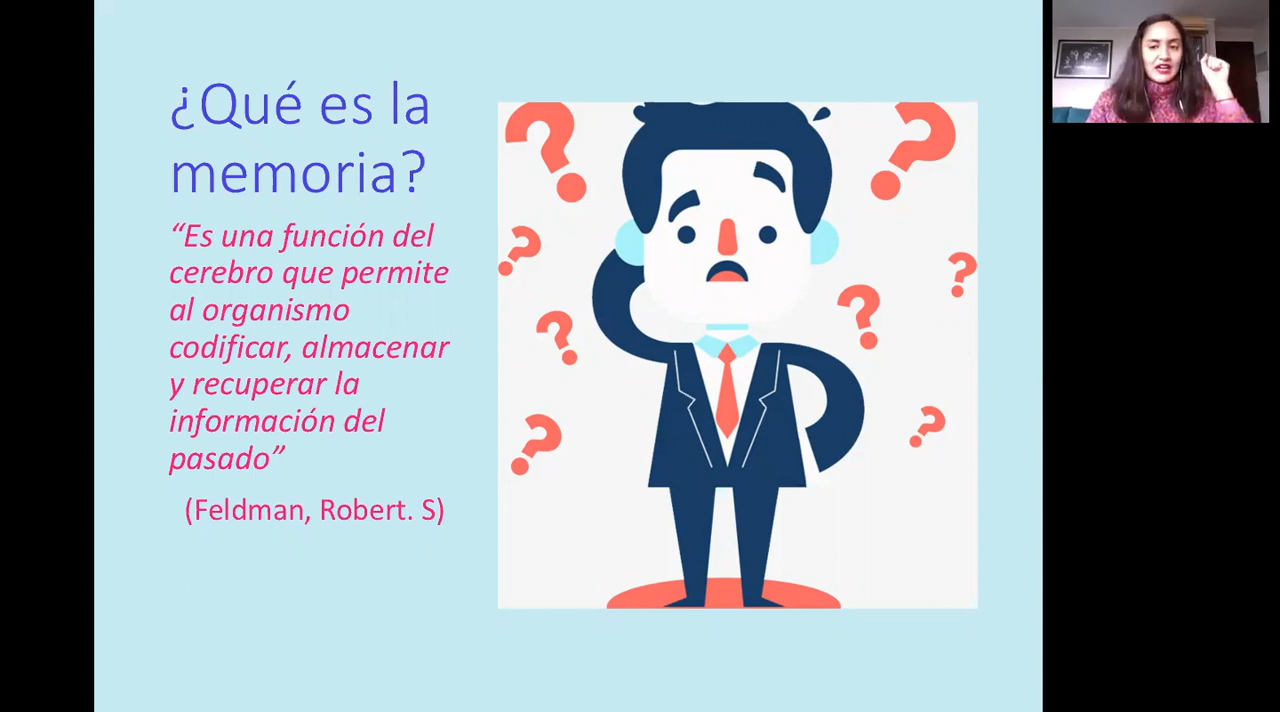 ¿Qué es la
memoria?
“Es una función del
cerebro que permite
al organismo
codificar, almacenar
y recuperar la
información del
pasado”
(Feldman, Robert. S)